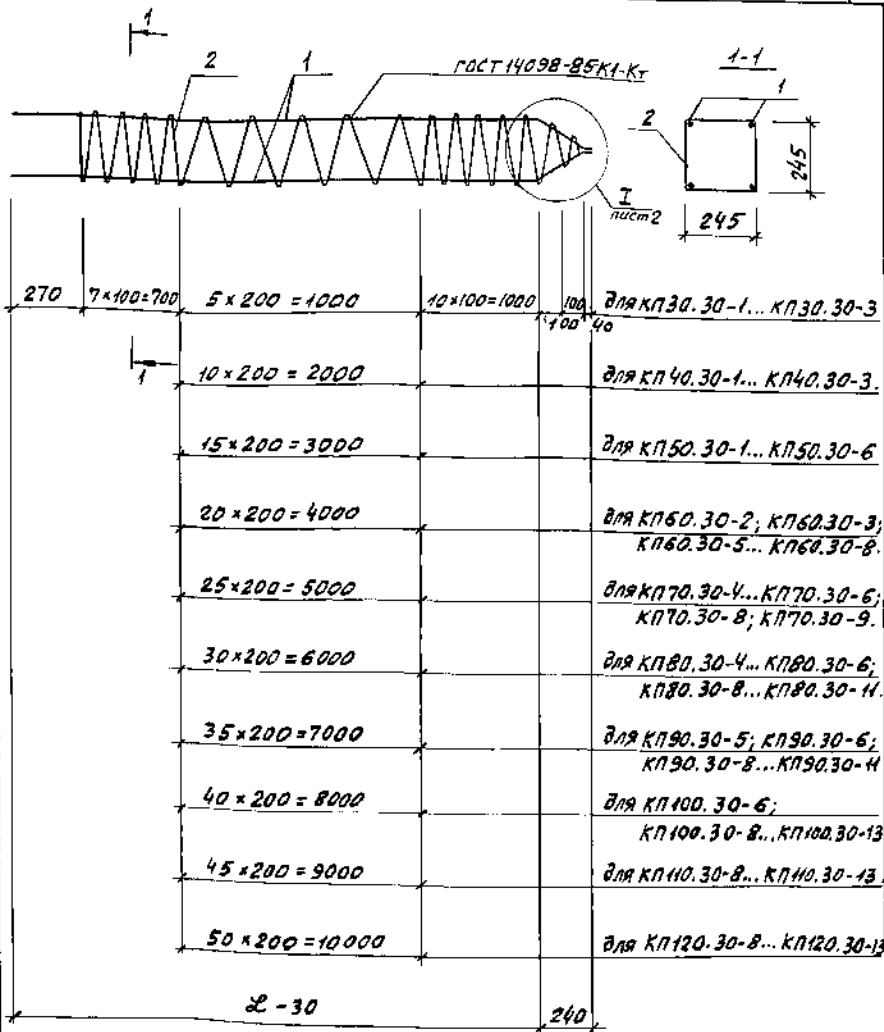 1
2
1
ГОСТ 14098-85 К1-Кт
1-1
1
2
245
245
I
лист 2
270
7×100=700
5×200=1000
10×100=1000
100
100
40
для КП30.30-1... КП30.30-3
1
10×200=2000
для КП40.30-1... КП40.30-3.
15×200=3000
для КП50.30-1... КП50.30-6
20×200=4000
для КП60.30-2; КП60.30-3;
КП60.30-5... КП60.30-8.
25×200=5000
для КП70.30-4... КП70.30-6;
КП70.30-8; КП70.30-9.
30×200=6000
для КП80.30-4... КП80.30-6;
КП80.30-8... КП80.30-11.
35×200=7000
для КП90.30-5; КП90.30-6;
КП90.30-8...КП90.30-11
40×200=8000
для КП100.30-6;
КП100.30-8...КП100.30-13
45×200=9000
для КП110.30-8... КП110.30-13.
50×200=10000
для КП120.30-8... КП120.30-13
L-30
240